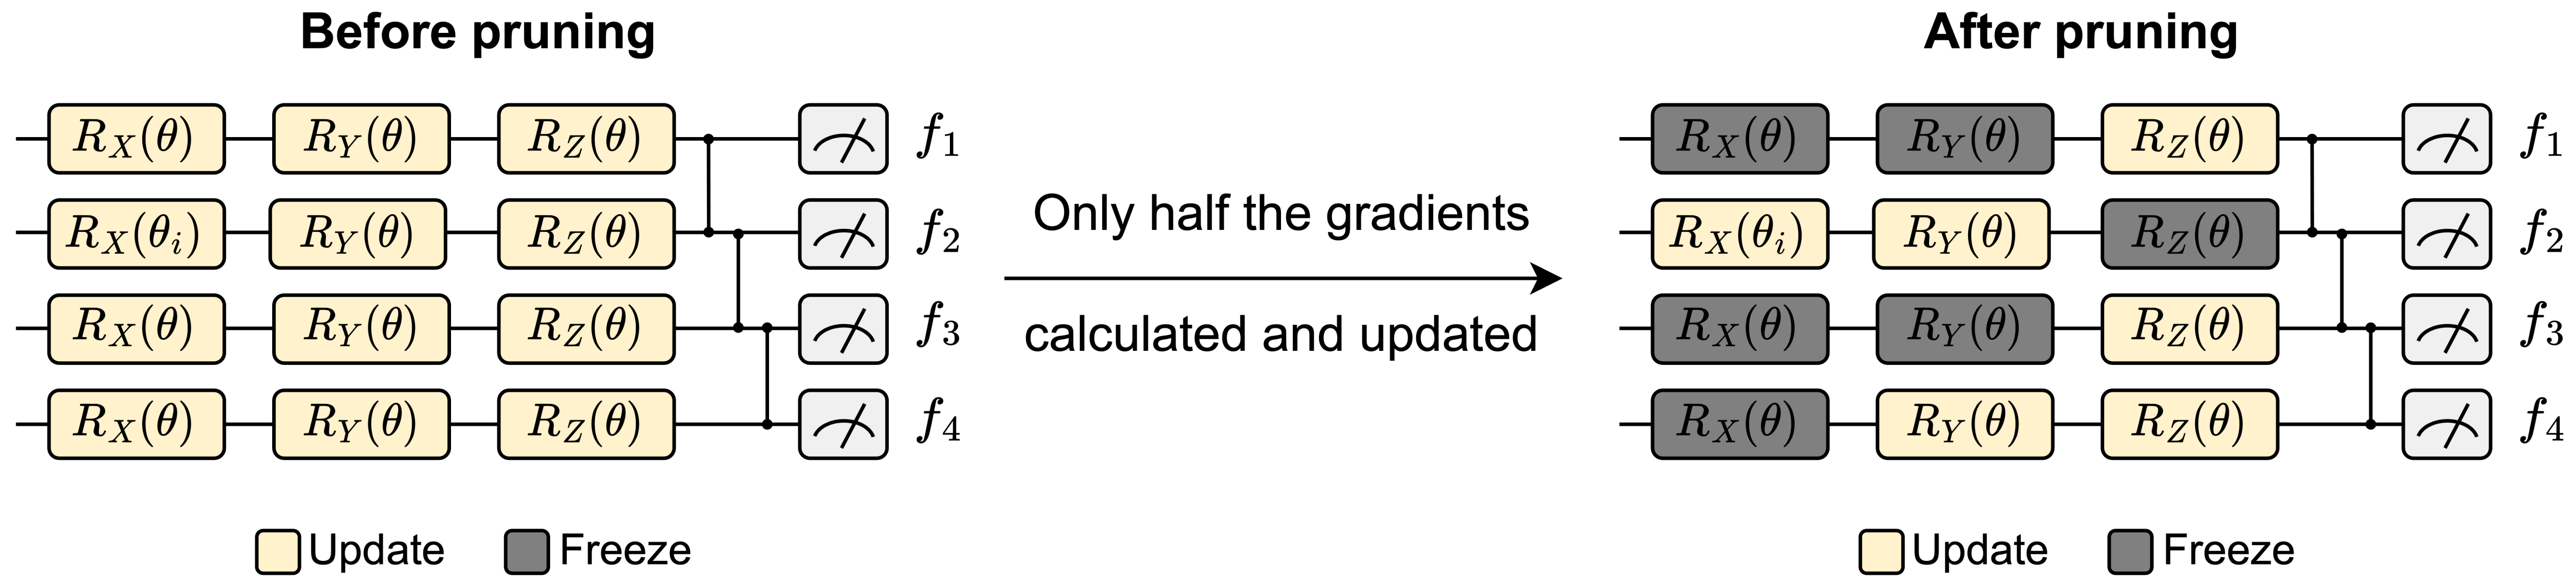 Before pruning
R_X(θ) R_Y(θ) R_Z(θ) f_1
R_X(θ_i) R_Y(θ) R_Z(θ) f_2
R_X(θ) R_Y(θ) R_Z(θ) f_3
R_X(θ) R_Y(θ) R_Z(θ) f_4
Update Freeze
Only half the gradients
calculated and updated
After pruning
R_X(θ) R_Y(θ) R_Z(θ) f_1
R_X(θ_i) R_Y(θ) R_Z(θ) f_2
R_X(θ) R_Y(θ) R_Z(θ) f_3
R_X(θ) R_Y(θ) R_Z(θ) f_4
Update Freeze